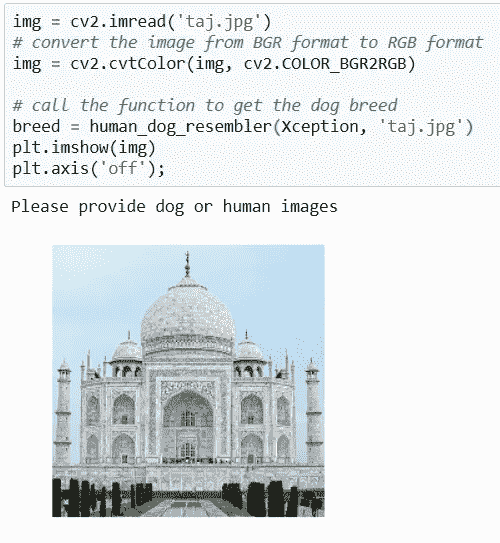 img = cv2.imread('taj.jpg')
# convert the image from BGR format to RGB format
img = cv2.cvtColor(img, cv2.COLOR_BGR2RGB)
# call the function to get the dog breed
breed = human_dog_resembler(Xception, 'taj.jpg')
plt.imshow(img)
plt.axis('off');
Please provide dog or human images